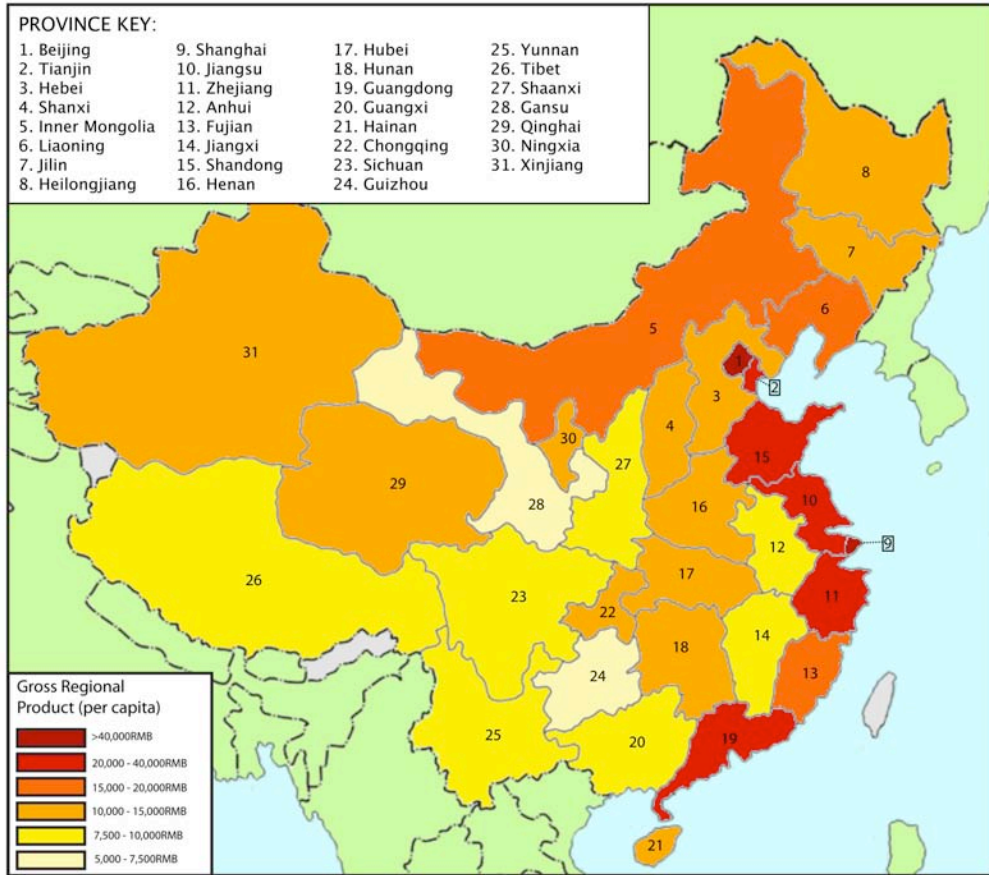 PROVINCE KEY:
1. Beijing
2. Tianjin
3. Hebei
4. Shanxi
5. Inner Mongolia
6. Liaoning
7. Jilin
8. Heilongjiang
9. Shanghai
10. Jiangsu
11. Zhejiang
12. Anhui
13. Fujian
14. Jiangxi
15. Shandong
16. Henan
17. Hubei
18. Hunan
19. Guangdong
20. Guangxi
21. Hainan
22. Chongqing
23. Sichuan
24. Guizhou
25. Yunnan
26. Tibet
27. Shaanxi
28. Gansu
29. Qinghai
30. Ningxia
31. Xinjiang
8
7
6
5
31
1
2
3
4
30
27
15
29
28
16
10
9
12
26
23
17
22
11
14
18
13
24
25
20
19
21
Gross Regional
Product (per capita)
>40,000RMB
20,000 - 40,000RMB
15,000 - 20,000RMB
10,000 - 15,000RMB
7,500 - 10,000RMB
5,000 - 7,500RMB